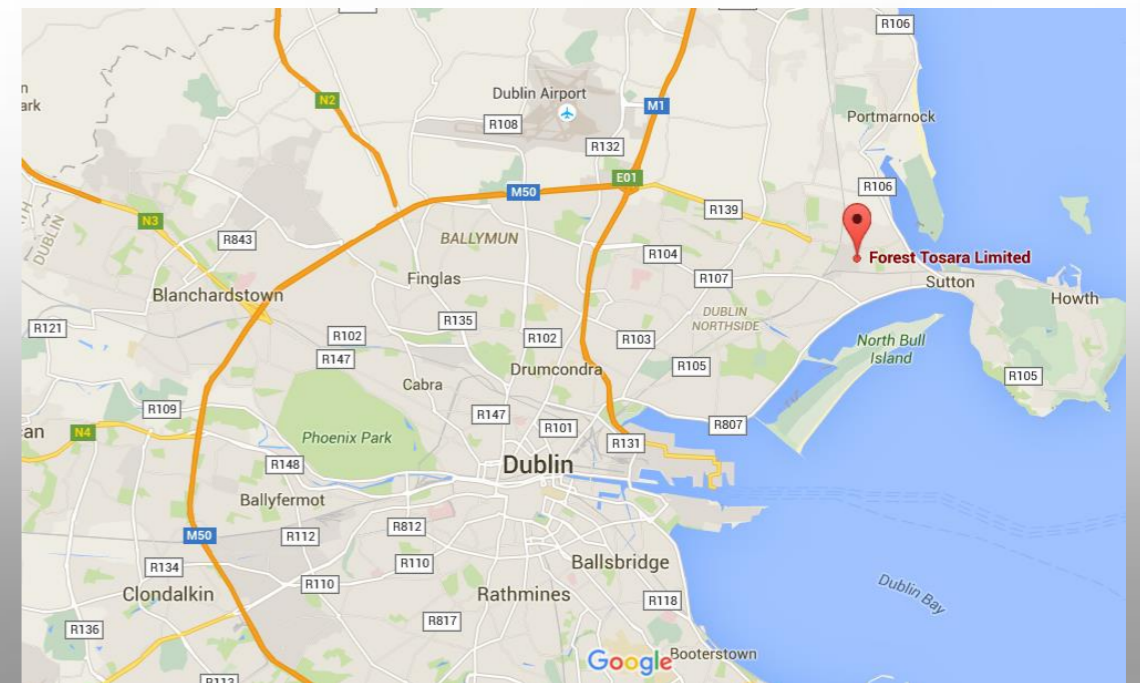 R106
N2
Dublin Airport
M1
R108
Portmarnock
R132
E01
R106
M50
R139
N3
R843
BALLYMUN
R104
Forest Tosara Limited
DUBLIN
Finglas
R107
Sutton
Blanchardstown
Howth
R121
R135
DUBLIN
NORTHSIDE
R102
R102
R103
North Bull
Island
R147
Drumcondra
R105
R105
Cabra
R109
R147
R101
R807
an
N4
Phoenix Park
R131
R148
Dublin
Ballyfermot
R812
M50
R112
R134
R110
Ballsbridge
R110
Dublin Bay
Clondalkin
Rathmines
R118
R136
R817
Google
Booterstown
R113